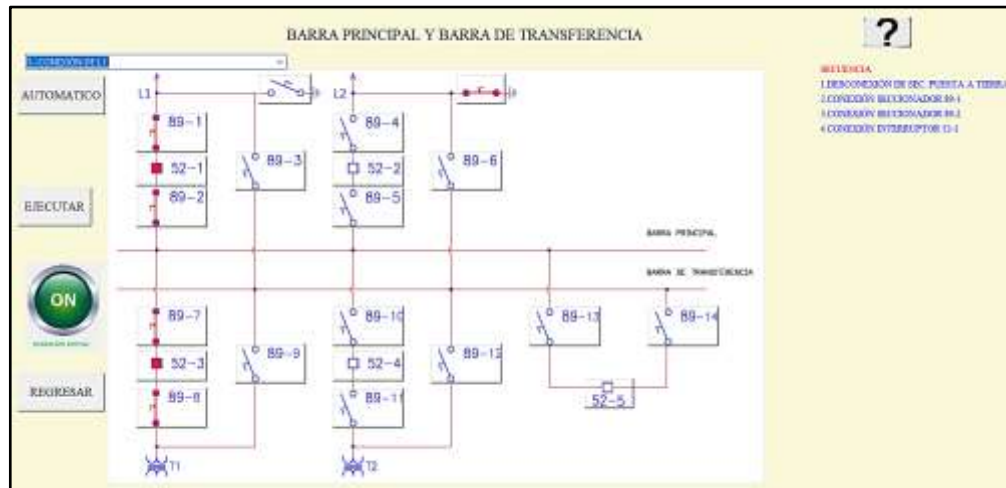 BARRA PRINCIPAL Y BARRA DE TRANSFERENCIA
?
SECUENCIA
AUTOMATICO
1.DESCONEXIÓN DE SEC. PUESTA A TIERRA
2.CONEXIÓN SECCIONADOR 89-1
3.CONEXIÓN SECCIONADOR 89-2
4.CONEXIÓN INTERRUPTOR 52-1
L1
L2
89-1
89-4
89-3
89-6
52-1
52-2
EJECUTAR
89-2
89-5
BARRA PRINCIPAL
BARRA DE TRANSFERENCIA
ON
89-7
89-10
89-13
89-14
89-9
89-12
52-3
52-4
REGRESAR
89-8
89-11
52-5
T1
T2